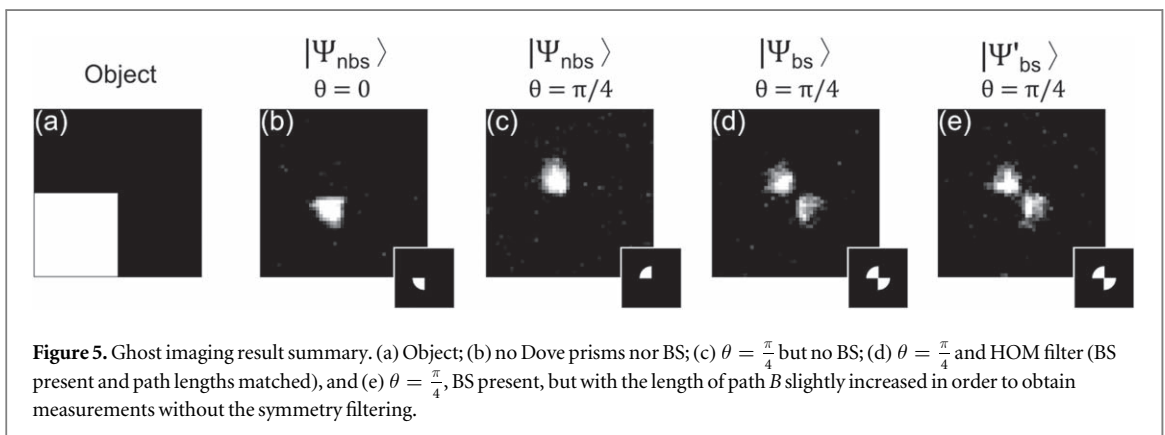 Object
|Ψnbs⟩
θ = 0
|Ψnbs⟩
θ = π/4
|Ψbs⟩
θ = π/4
|Ψ'bs⟩
θ = π/4
(a)
(b)
(c)
(d)
(e)
Figure 5. Ghost imaging result summary. (a) Object; (b) no Dove prisms nor BS; (c) θ = π/4 but no BS; (d) θ = π/4 and HOM filter (BS
present and path lengths matched), and (e) θ = π/4, BS present, but with the length of path B slightly increased in order to obtain
measurements without the symmetry filtering.